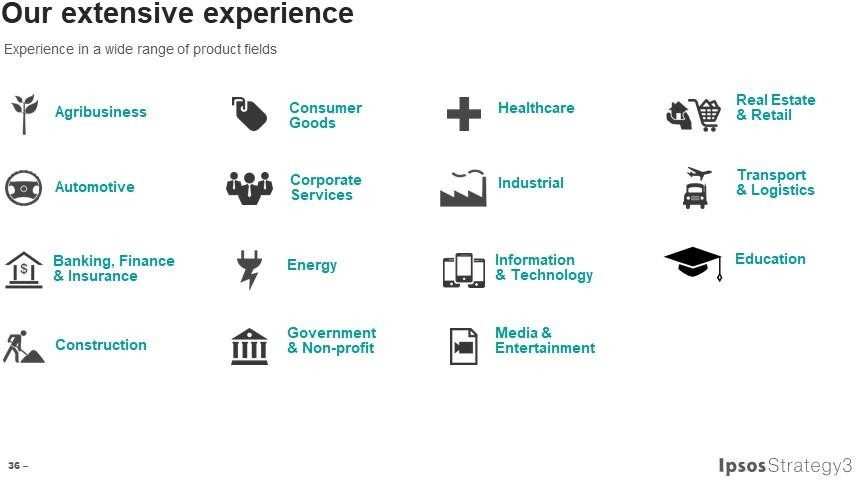 Our extensive experience
Experience in a wide range of product fields
Agribusiness
Consumer
Goods
Healthcare
Real Estate
& Retail
Automotive
Corporate
Services
Industrial
Transport
& Logistics
Banking, Finance
& Insurance
$
Energy
Information
& Technology
Education
Construction
Government
& Non-profit
Media &
Entertainment
36 –
IpsosStrategy3